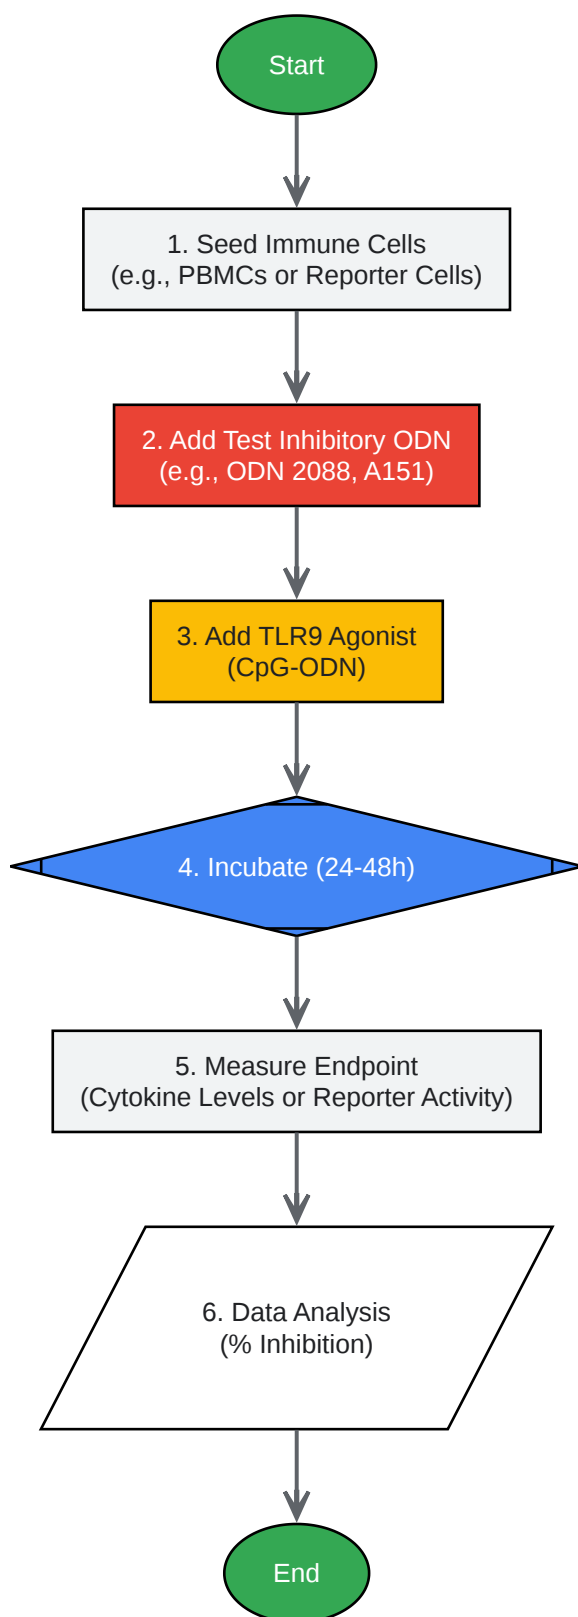 Start
1. Seed Immune Cells
(e.g., PBMCs or Reporter Cells)
2. Add Test Inhibitory ODN
(e.g., ODN 2088, A151)
3. Add TLR9 Agonist
(CpG-ODN)
4. Incubate (24-48h)
5. Measure Endpoint
(Cytokine Levels or Reporter Activity)
6. Data Analysis
(% Inhibition)
End